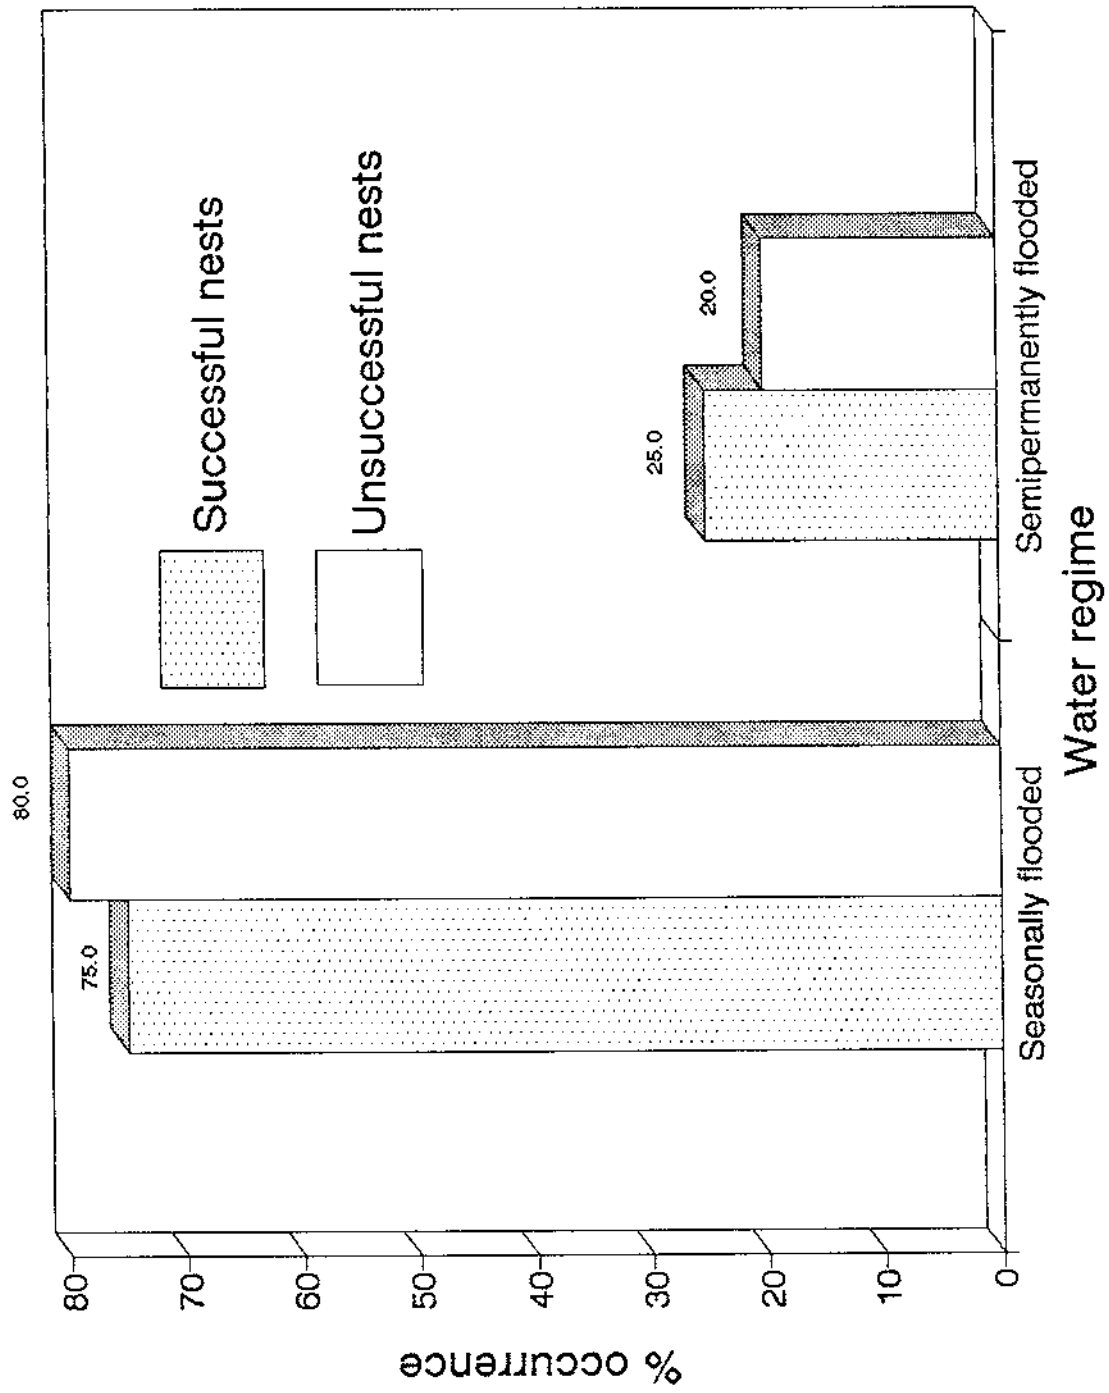 % occurrence
80
70
60
50
40
30
20
10
0
80.0
75.0
25.0
20.0
Successful nests
Unsuccessful nests
Seasonally flooded
Semipermanently flooded
Water regime